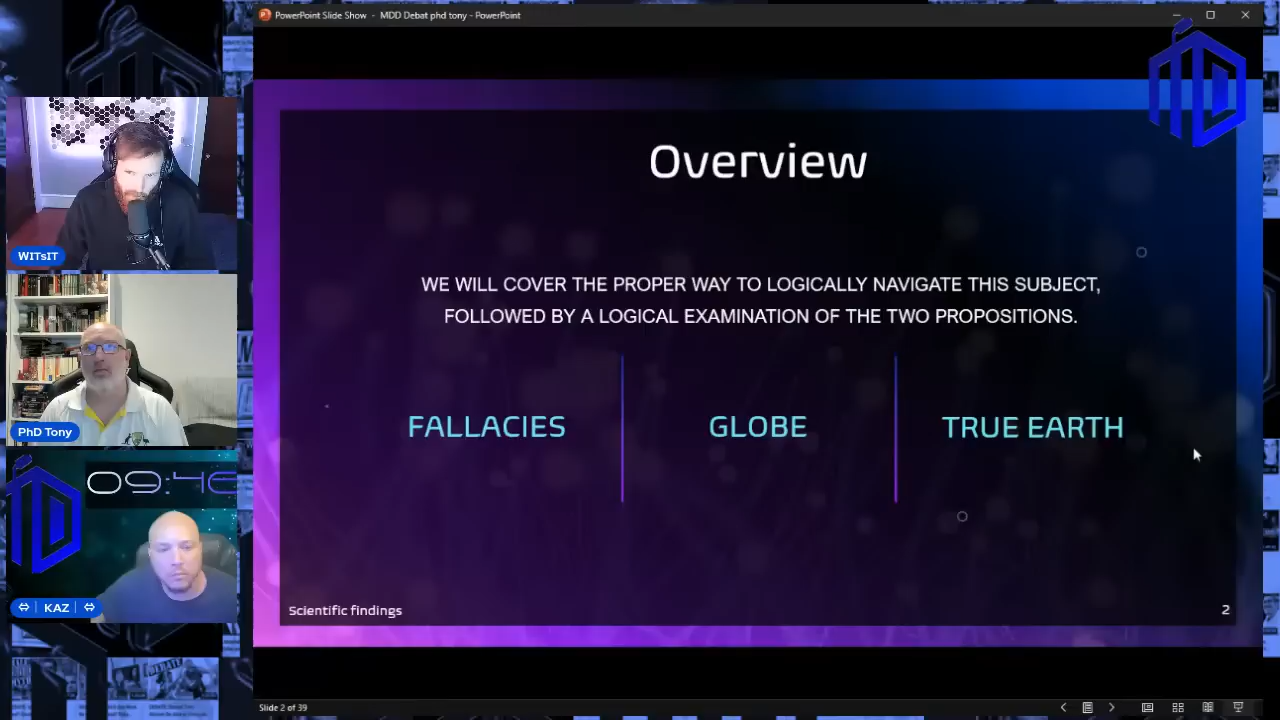 PowerPoint Slide Show - MDD Debat phd tony - PowerPoint
Overview
WE WILL COVER THE PROPER WAY TO LOGICALLY NAVIGATE THIS SUBJECT,
FOLLOWED BY A LOGICAL EXAMINATION OF THE TWO PROPOSITIONS.
FALLACIES
GLOBE
TRUE EARTH
Scientific findings
2
Slide 2 of 39
WITsIT
PhD Tony
09:46
KAZ